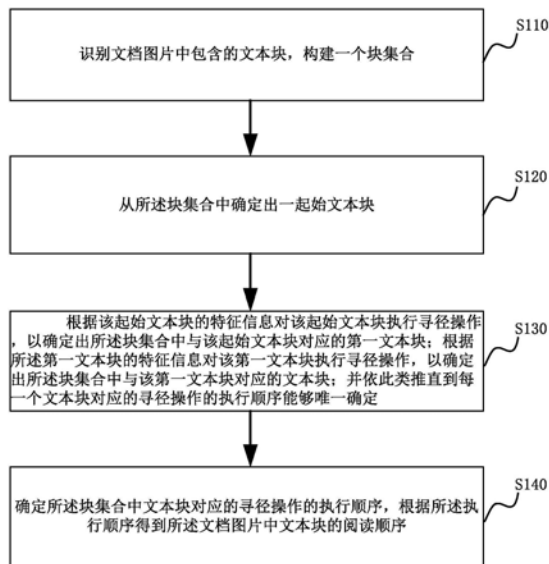 S110
识别文档图片中包含的文本块，构建一个块集合
S120
从所述块集合中确定出一起始文本块
S130
根据该起始文本块的特征信息对该起始文本块执行寻径操作
，以确定出所述块集合中与该起始文本块对应的第一文本块；根据
所述第一文本块的特征信息对该第一文本块执行寻径操作，以确定
出所述块集合中与该第一文本块对应的文本块；并依此类推直到每
一个文本块对应的寻径操作的执行顺序能够唯一确定
S140
确定所述块集合中文本块对应的寻径操作的执行顺序，根据所述执
行顺序得到所述文档图片中文本块的阅读顺序